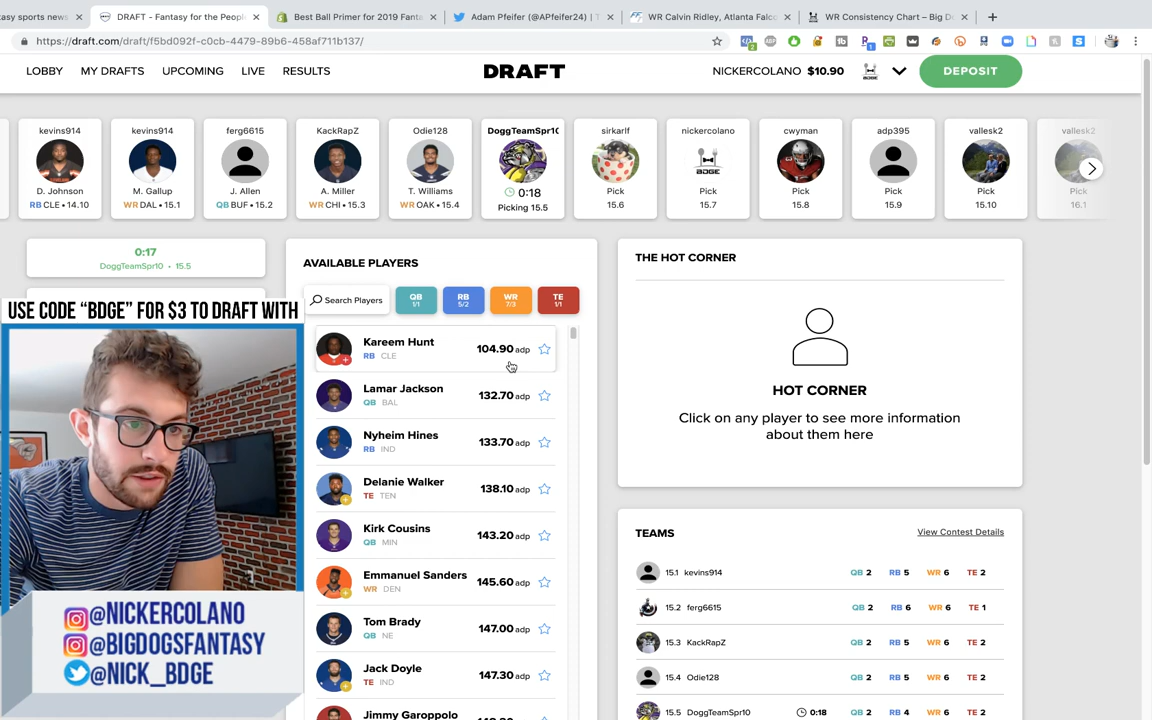 tasy sports news
DRAFT - Fantasy for the Peopl
Best Ball Primer for 2019 Fanta
Adam Pfeifer (@APfeifer24) | T
WR Calvin Ridley, Atlanta Falco
WR Consistency Chart – Big D
https://draft.com/draft/f5bd092f-c0cb-4479-89b6-458af711b137/
LOBBY
MY DRAFTS
UPCOMING
LIVE
RESULTS
DRAFT
NICKERCOLANO $10.90
DEPOSIT
kevins914
D. Johnson
RB CLE • 14.10
kevins914
M. Gallup
WR DAL • 15.1
ferg6615
J. Allen
QB BUF • 15.2
KackRapZ
A. Miller
WR CHI • 15.3
Odie128
T. Williams
WR OAK • 15.4
DoggTeamSpr10
0:18
Picking 15.5
sirkarlf
Pick
15.6
nickercolano
BDGE
Pick
15.7
cwyman
Pick
15.8
adp395
Pick
15.9
vallesk2
Pick
15.10
vallesk2
Pick
16.1
0:17
DoggTeamSpr10 • 15.5
USE CODE "BDGE" FOR $3 TO DRAFT WITH
@NICKERCOLANO
@BIGDOGSFANTASY
@NICK_BDGE
AVAILABLE PLAYERS
Search Players
QB
1/1
RB
5/2
WR
7/3
TE
1/1
Kareem Hunt
RB CLE
104.90 adp
Lamar Jackson
QB BAL
132.70 adp
Nyheim Hines
RB IND
133.70 adp
Delanie Walker
TE TEN
138.10 adp
Kirk Cousins
QB MIN
143.20 adp
Emmanuel Sanders
WR DEN
145.60 adp
Tom Brady
QB NE
147.00 adp
Jack Doyle
TE IND
147.30 adp
Jimmy Garoppolo
THE HOT CORNER
HOT CORNER
Click on any player to see more information
about them here
TEAMS
View Contest Details
15.1 kevins914 QB 2 RB 5 WR 6 TE 2
15.2 ferg6615 QB 2 RB 6 WR 6 TE 1
15.3 KackRapZ QB 2 RB 5 WR 6 TE 2
15.4 Odie128 QB 2 RB 5 WR 6 TE 2
15.5 DoggTeamSpr10 0:18 QB 2 RB 4 WR 6 TE 2